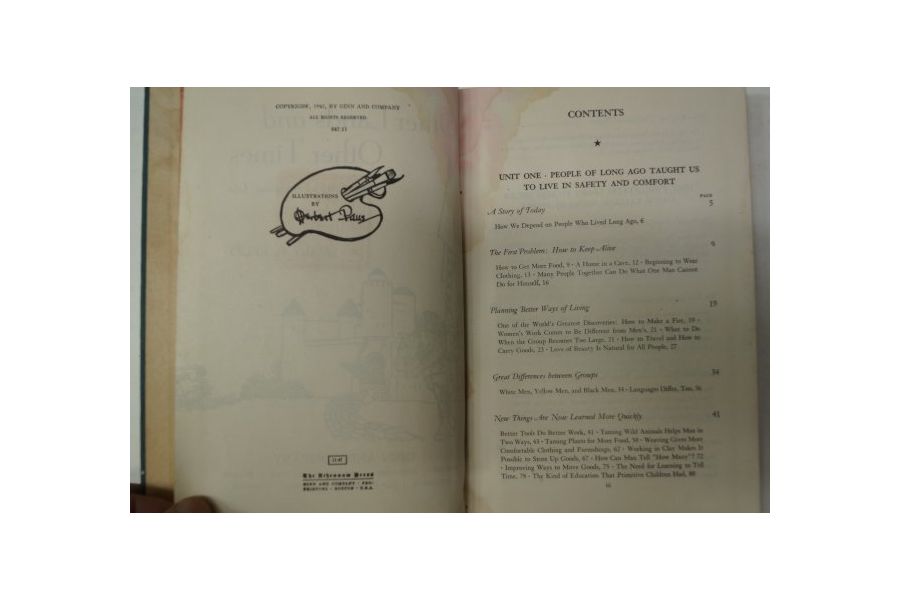 COPYRIGHT, 1947, BY GINN AND COMPANY
ALL RIGHTS RESERVED
847.11
ILLUSTRATIONS
BY
Herbert Paus
11-47
The Athenæum Press
GINN AND COMPANY · PRO-
PRIETORS · BOSTON · U.S.A.
CONTENTS
★
UNIT ONE · PEOPLE OF LONG AGO TAUGHT US
TO LIVE IN SAFETY AND COMFORT
PAGE
A Story of Today 5
How We Depend on People Who Lived Long Ago, 6
The First Problem: How to Keep Alive 9
How to Get More Food, 9 · A Home in a Cave, 12 · Beginning to Wear
Clothing, 13 · Many People Together Can Do What One Man Cannot
Do for Himself, 16
Planning Better Ways of Living 19
One of the World's Greatest Discoveries: How to Make a Fire, 19 ·
Women's Work Comes to Be Different from Men's, 21 · What to Do
When the Group Becomes Too Large, 21 · How to Travel and How to
Carry Goods, 23 · Love of Beauty Is Natural for All People, 27
Great Differences between Groups 34
White Men, Yellow Men, and Black Men, 34 · Languages Differ, Too, 36
New Things Are Now Learned More Quickly 41
Better Tools Do Better Work, 41 · Taming Wild Animals Helps Man in
Two Ways, 45 · Taming Plants for More Food, 58 · Weaving Gives More
Comfortable Clothing and Furnishings, 62 · Working in Clay Makes It
Possible to Store Up Goods, 67 · How Can Man Tell "How Many"? 72
· Improving Ways to Move Goods, 75 · The Need for Learning to Tell
Time, 79 · The Kind of Education That Primitive Children Had, 80